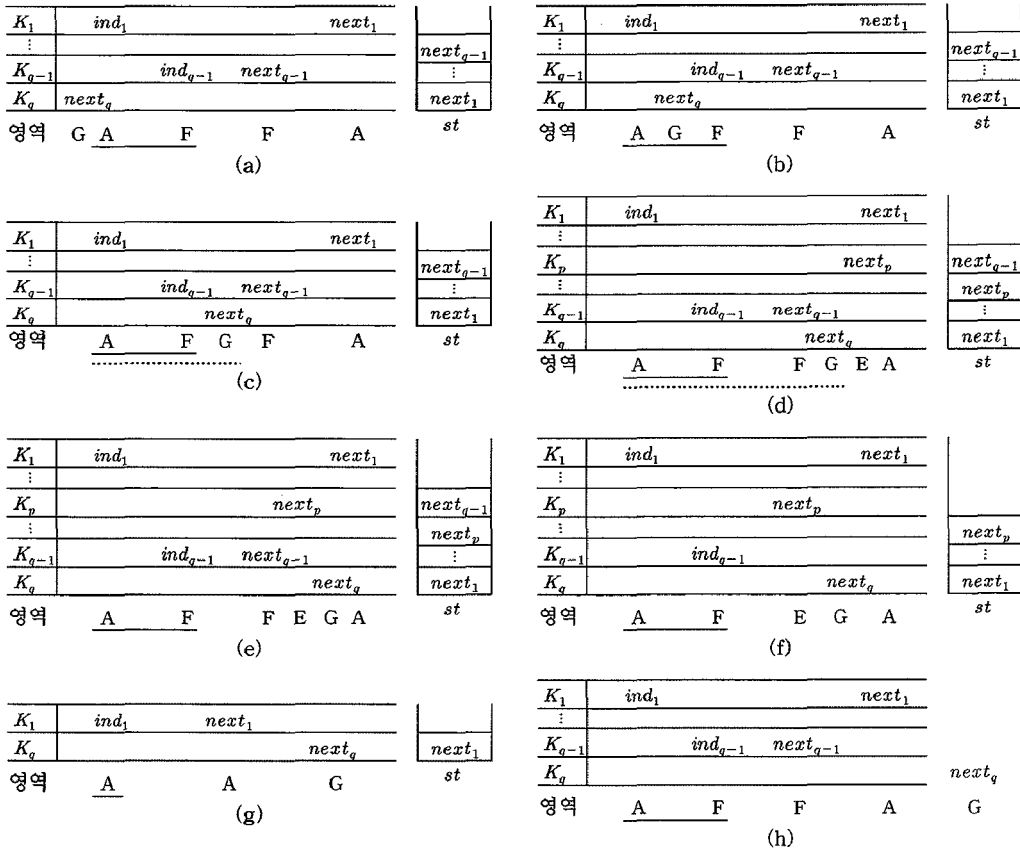 K₁ ind₁ next₁
⋮
K_{q−1} ind_{q−1} next_{q−1}
K_q next_q
영역 G A F F A
next_{q−1}
⋮
next₁
st
(a)
K₁ ind₁ next₁
⋮
K_{q−1} ind_{q−1} next_{q−1}
K_q next_q
영역 A G F F A
next_{q−1}
⋮
next₁
st
(b)
K₁ ind₁ next₁
⋮
K_{q−1} ind_{q−1} next_{q−1}
K_q next_q
영역 A F G F A
next_{q−1}
⋮
next₁
st
(c)
K₁ ind₁ next₁
⋮
K_p next_p
⋮
K_{q−1} ind_{q−1} next_{q−1}
K_q next_q
영역 A F F G E A
next_{q−1}
next_p
⋮
next₁
st
(d)
K₁ ind₁ next₁
⋮
K_p next_p
⋮
K_{q−1} ind_{q−1} next_{q−1}
K_q next_q
영역 A F F E G A
next_{q−1}
next_p
⋮
next₁
st
(e)
K₁ ind₁ next₁
⋮
K_p next_p
⋮
K_{q−1} ind_{q−1}
K_q next_q
영역 A F E G A
next_p
⋮
next₁
st
(f)
K₁ ind₁ next₁
K_q next_q
영역 A A G
next₁
st
(g)
K₁ ind₁ next₁
⋮
K_{q−1} ind_{q−1} next_{q−1}
K_q next_q
영역 A F F A G
(h)